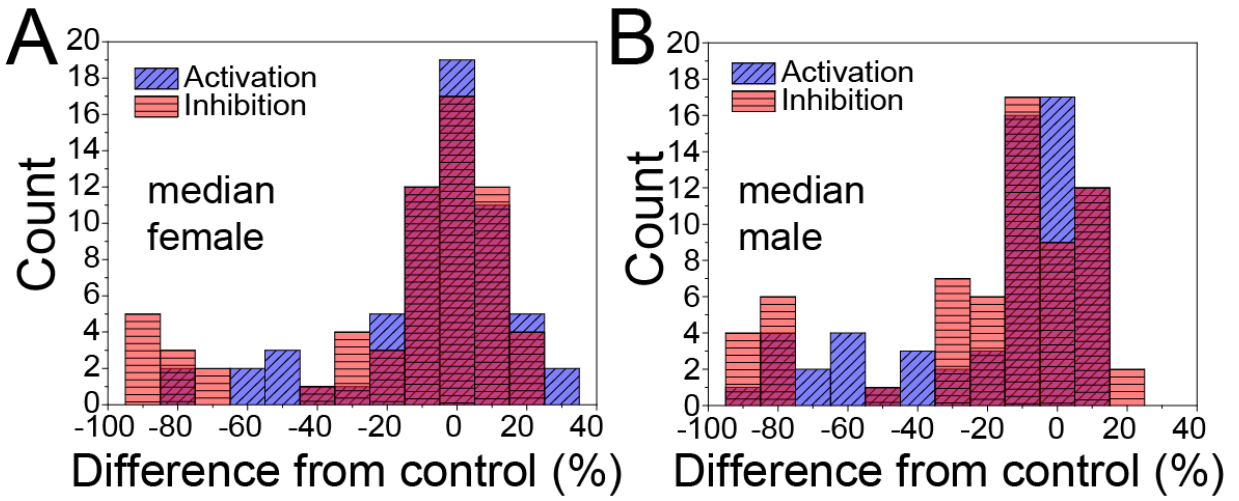 A
20
18
16
14
12
10
8
6
4
2
0
Count
Activation
Inhibition
median
female
-100 -80 -60 -40 -20 0 20 40
Difference from control (%)
B
20
18
16
14
12
10
8
6
4
2
0
Count
Activation
Inhibition
median
male
-100 -80 -60 -40 -20 0 20 40
Difference from control (%)